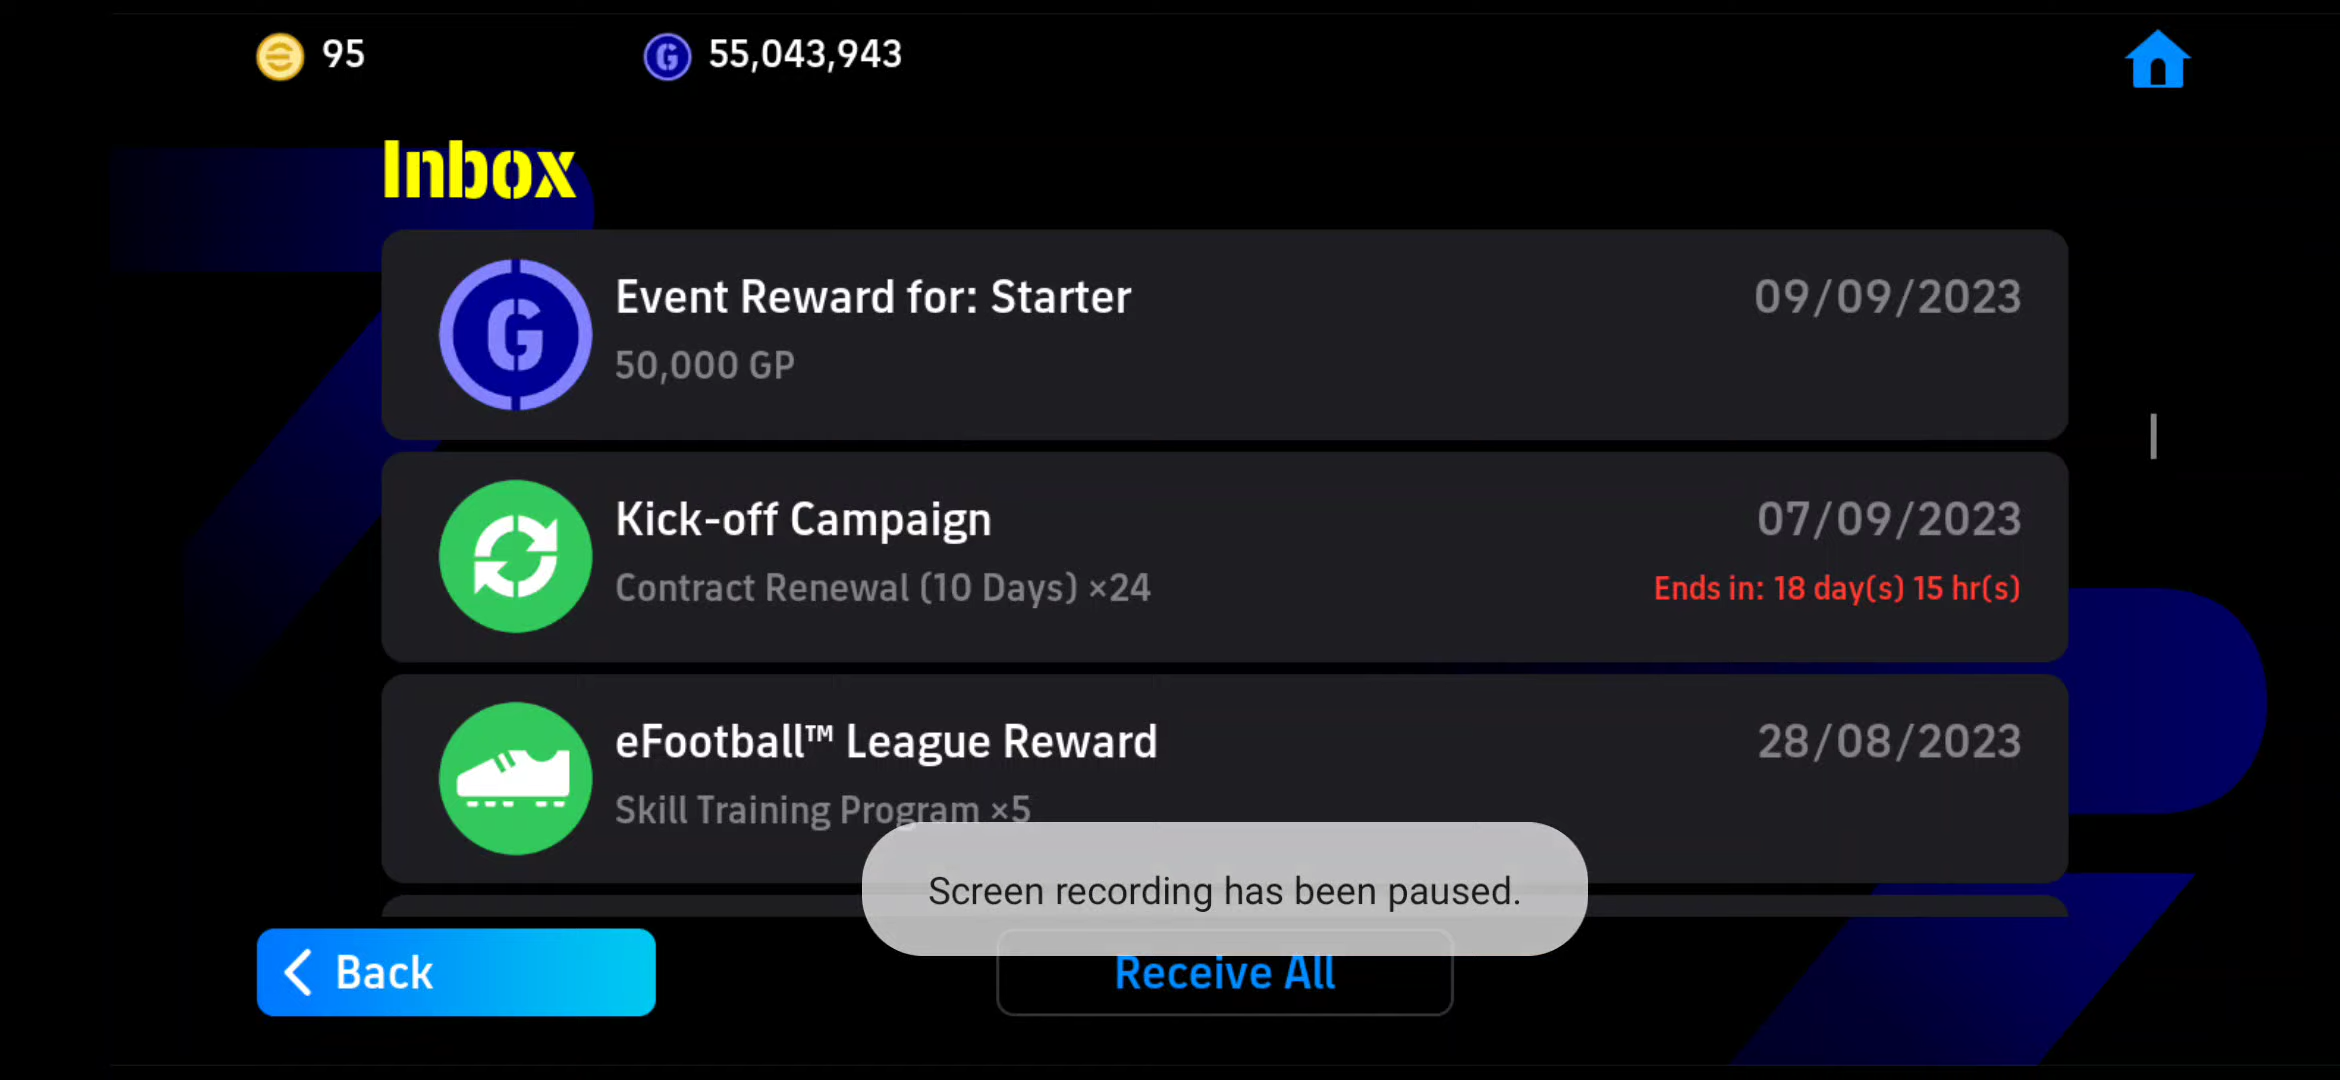 95
55,043,943
Inbox
Event Reward for: Starter
09/09/2023
50,000 GP
Kick-off Campaign
07/09/2023
Contract Renewal (10 Days) ×24
Ends in: 18 day(s) 15 hr(s)
eFootball™ League Reward
28/08/2023
Skill Training Program ×5
Screen recording has been paused.
Back
Receive All